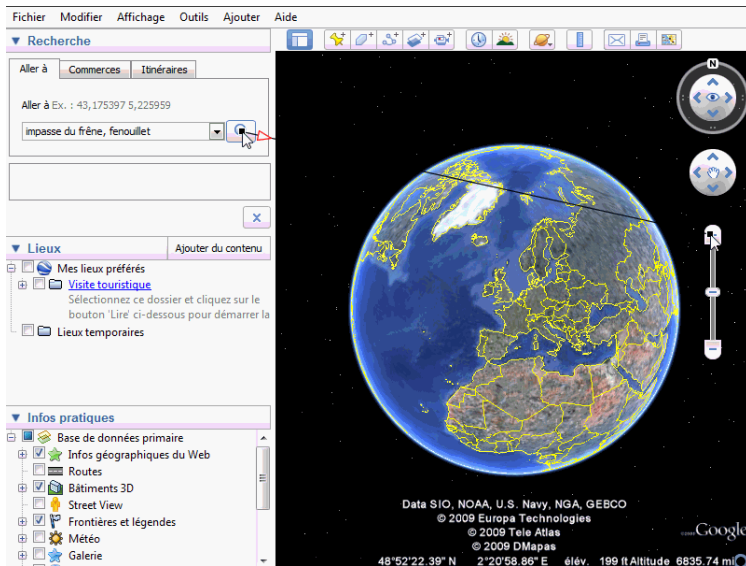 Fichier Modifier Affichage Outils Ajouter Aide
Recherche
Aller à Commerces Itinéraires
Aller à Ex. : 43,175397 5,225959
impasse du frêne, fenouillet
Lieux
Ajouter du contenu
Mes lieux préférés
Visite touristique
Sélectionnez ce dossier et cliquez sur le
bouton 'Lire' ci-dessous pour démarrer la
Lieux temporaires
Infos pratiques
Base de données primaire
Infos géographiques du Web
Routes
Bâtiments 3D
Street View
Frontières et légendes
Météo
Galerie
N
Data SIO, NOAA, U.S. Navy, NGA, GEBCO
© 2009 Europa Technologies
© 2009 Tele Atlas
© 2009 DMapas
Google
48°52'22.39" N 2°20'58.86" E élév. 199 ft Altitude 6835.74 mi